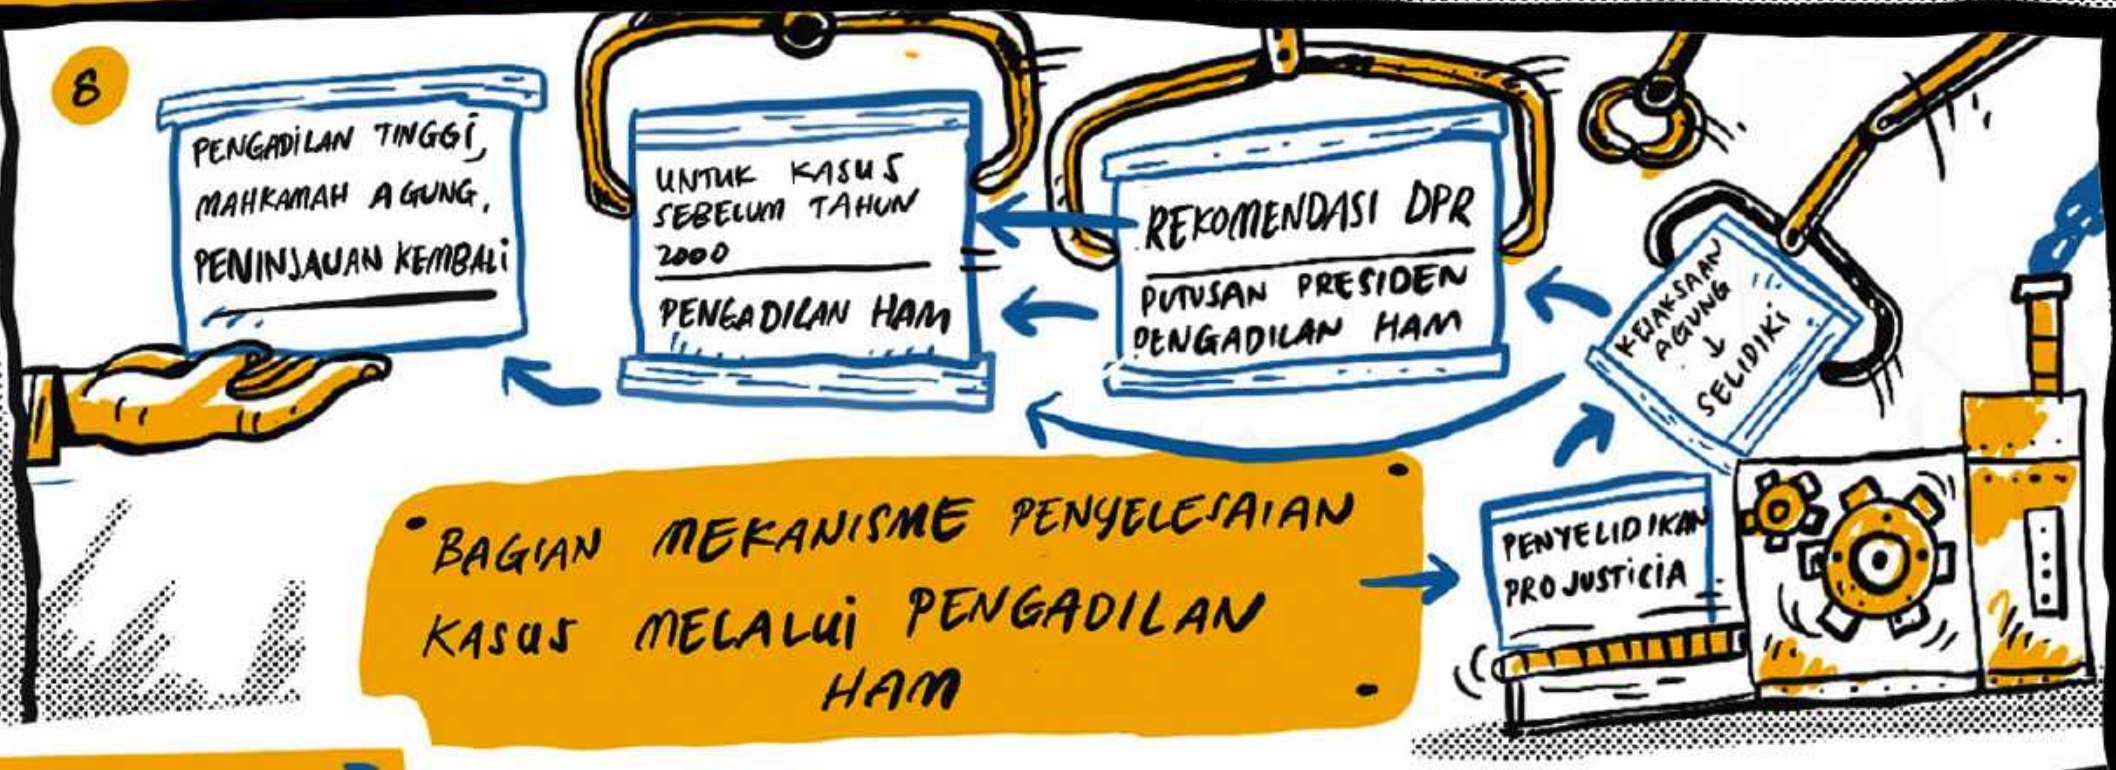 8
PENGADILAN TINGGI,
MAHKAMAH AGUNG,
PENINJAUAN KEMBALI
UNTUK KASUS
SEBELUM TAHUN
2000
PENGADILAN HAM
REKOMENDASI DPR
PUTUSAN PRESIDEN
PENGADILAN HAM
KEJAKSAAN
AGUNG
↓
SELIDIKI
BAGIAN MEKANISME PENYELESAIAN
KASUS MELALUI PENGADILAN
HAM
PENYELIDIKAN
PRO JUSTICIA